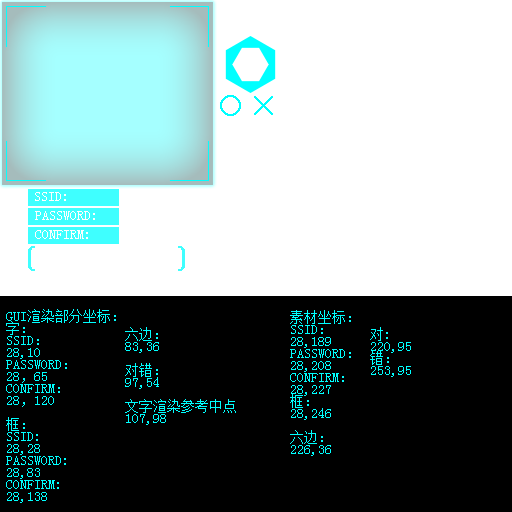 SSID:
PASSWORD:
CONFIRM:
GUI渲染部分坐标:
字:
SSID:
28,10
PASSWORD:
28, 65
CONFIRM:
28, 120
框:
SSID:
28,28
PASSWORD:
28,83
CONFIRM:
28,138
六边:
83,36
对错:
97,54
文字渲染参考中点
107,98
素材坐标:
SSID:
28,189
PASSWORD:
28,208
CONFIRM:
28,227
框:
28,246
六边:
226,36
对:
220,95
错:
253,95